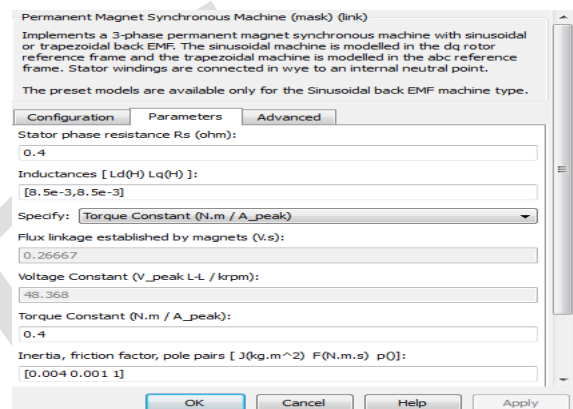 Permanent Magnet Synchronous Machine (mask) (link)
Implements a 3-phase permanent magnet synchronous machine with sinusoidal
or trapezoidal back EMF. The sinusoidal machine is modelled in the dq rotor
reference frame and the trapezoidal machine is modelled in the abc reference
frame. Stator windings are connected in wye to an internal neutral point.
The preset models are available only for the Sinusoidal back EMF machine type.
Configuration Parameters Advanced
Stator phase resistance Rs (ohm):
0.4
Inductances [ Ld(H) Lq(H) ]:
[8.5e-3,8.5e-3]
Specify: Torque Constant (N.m / A_peak)
Flux linkage established by magnets (V.s):
0.26667
Voltage Constant (V_peak L-L / krpm):
48.368
Torque Constant (N.m / A_peak):
0.4
Inertia, friction factor, pole pairs [ J(kg.m^2) F(N.m.s) p()]:
[0.004 0.001 1]
OK Cancel Help Apply